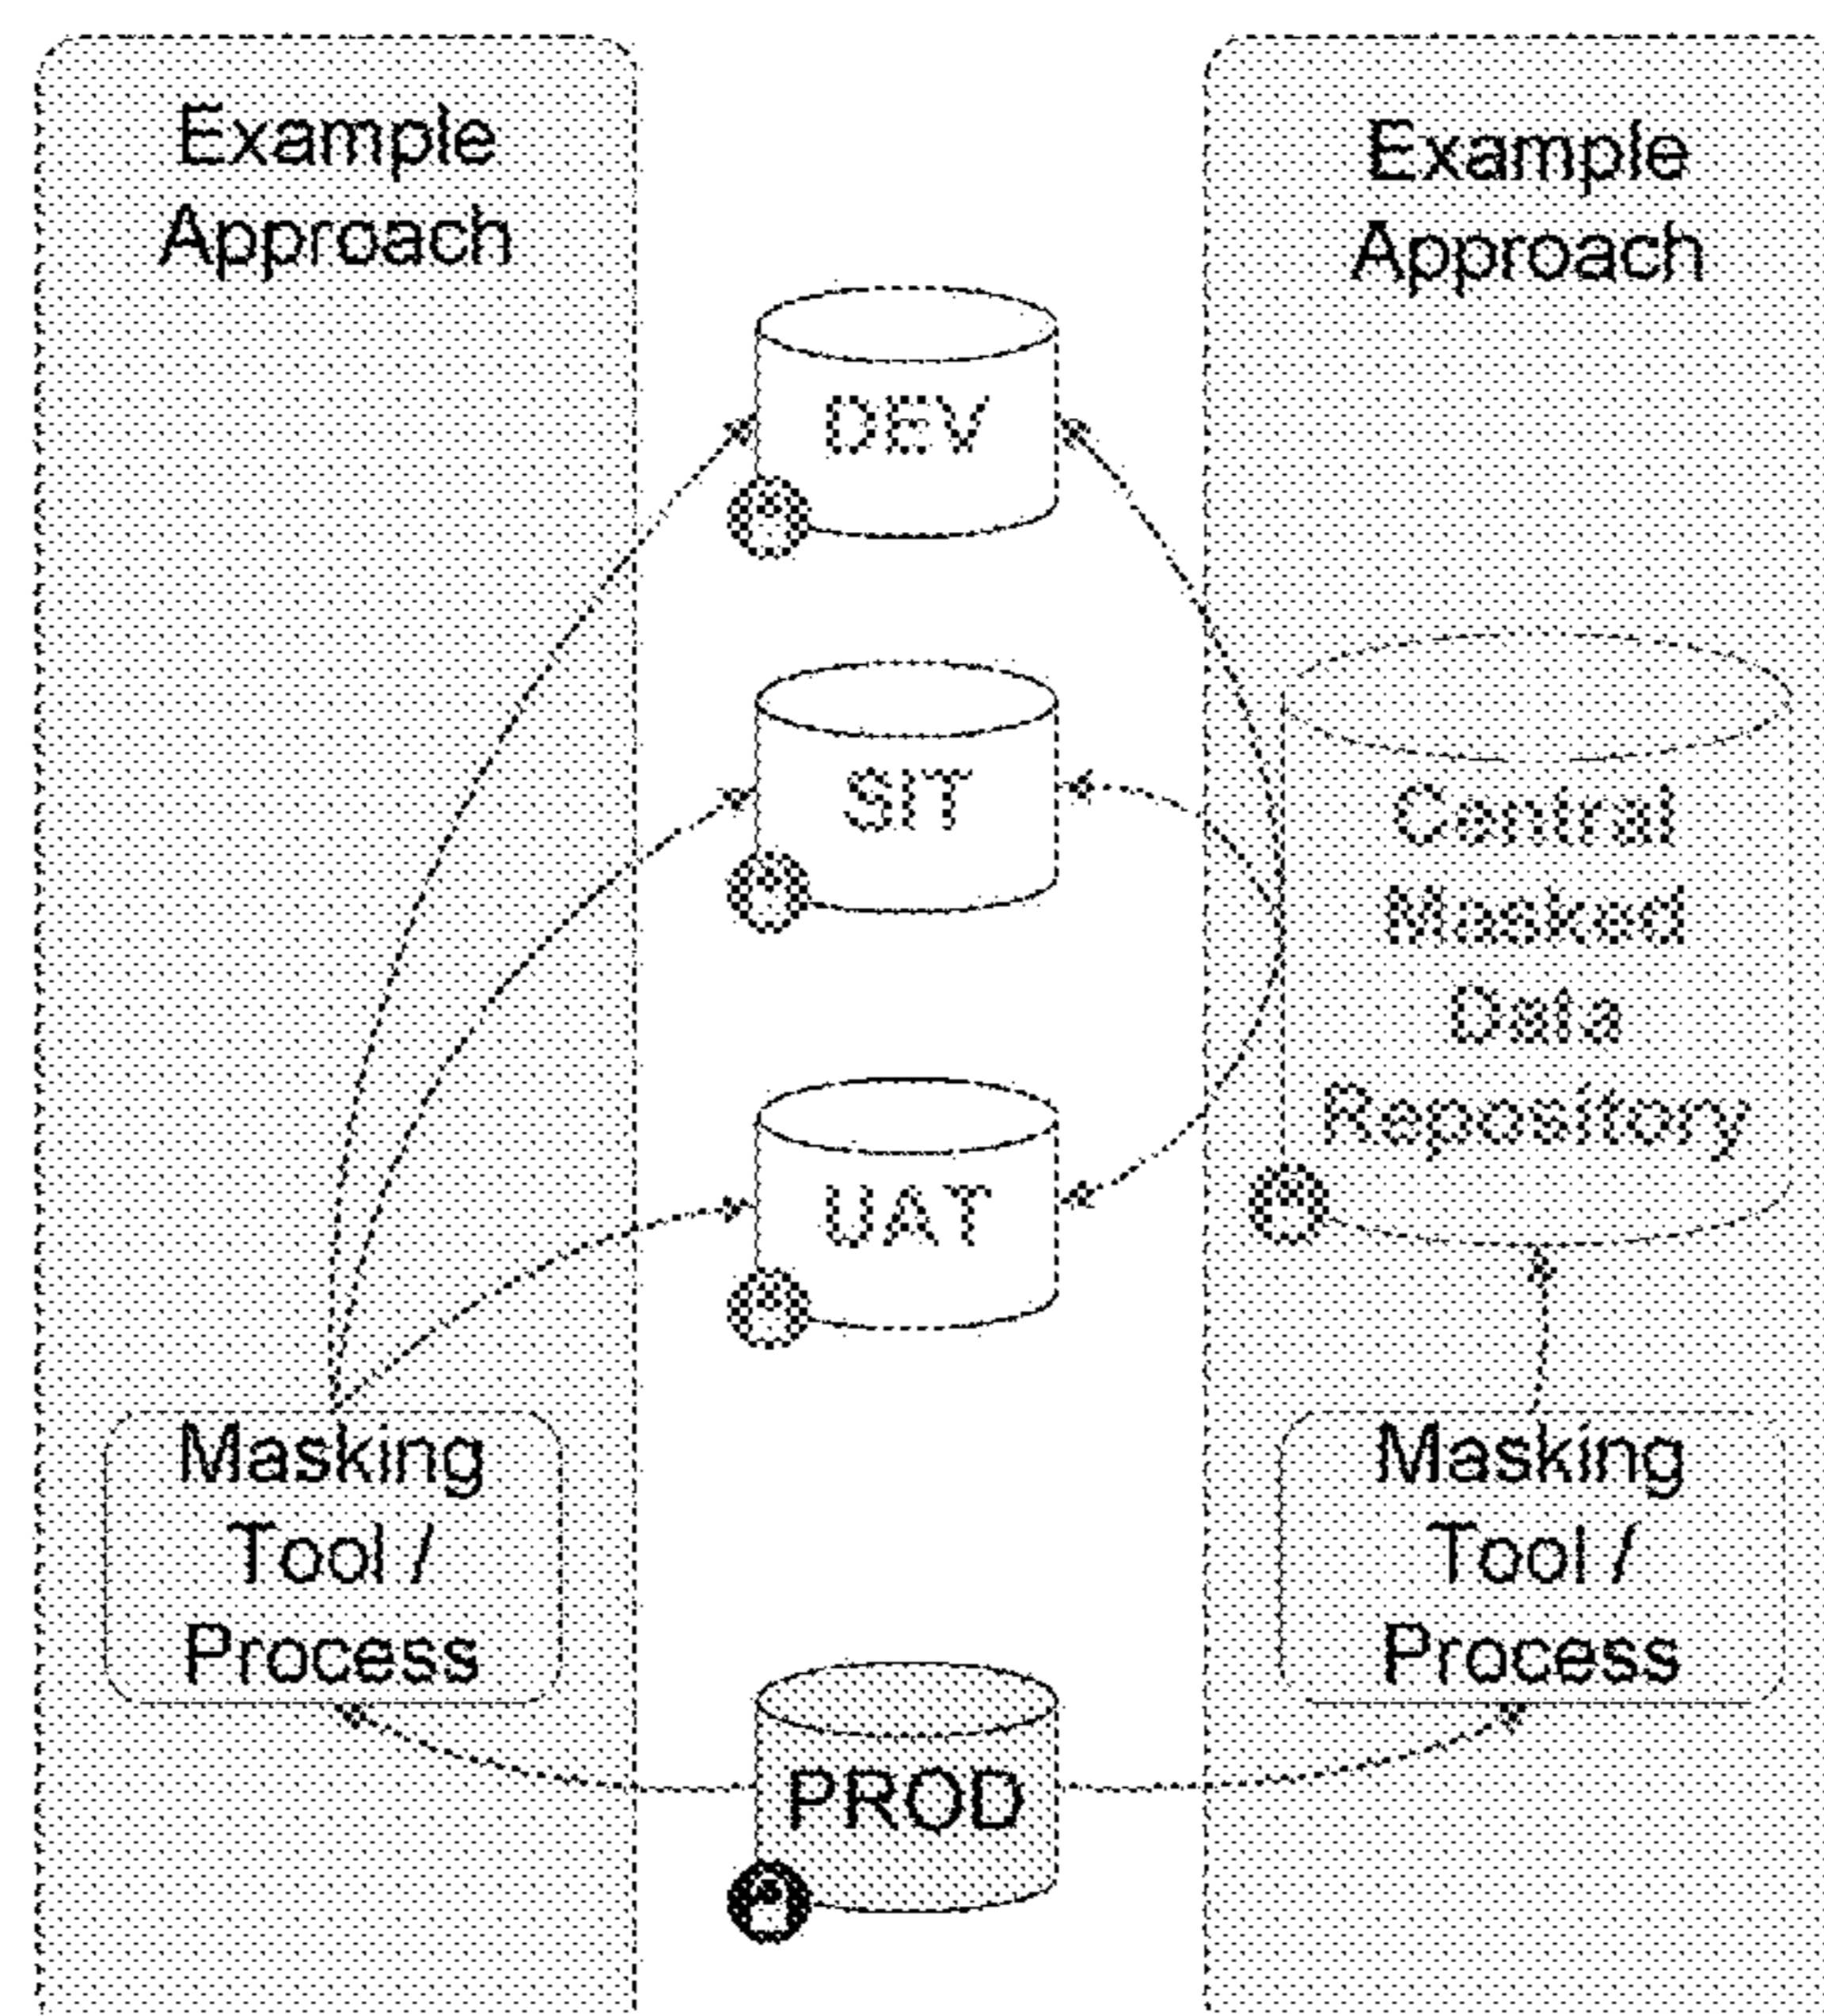 Example
Approach
Example
Approach
DEV
SIT
Central
Masked
Data
Repository
UAT
Masking
Tool /
Process
Masking
Tool /
Process
PROD